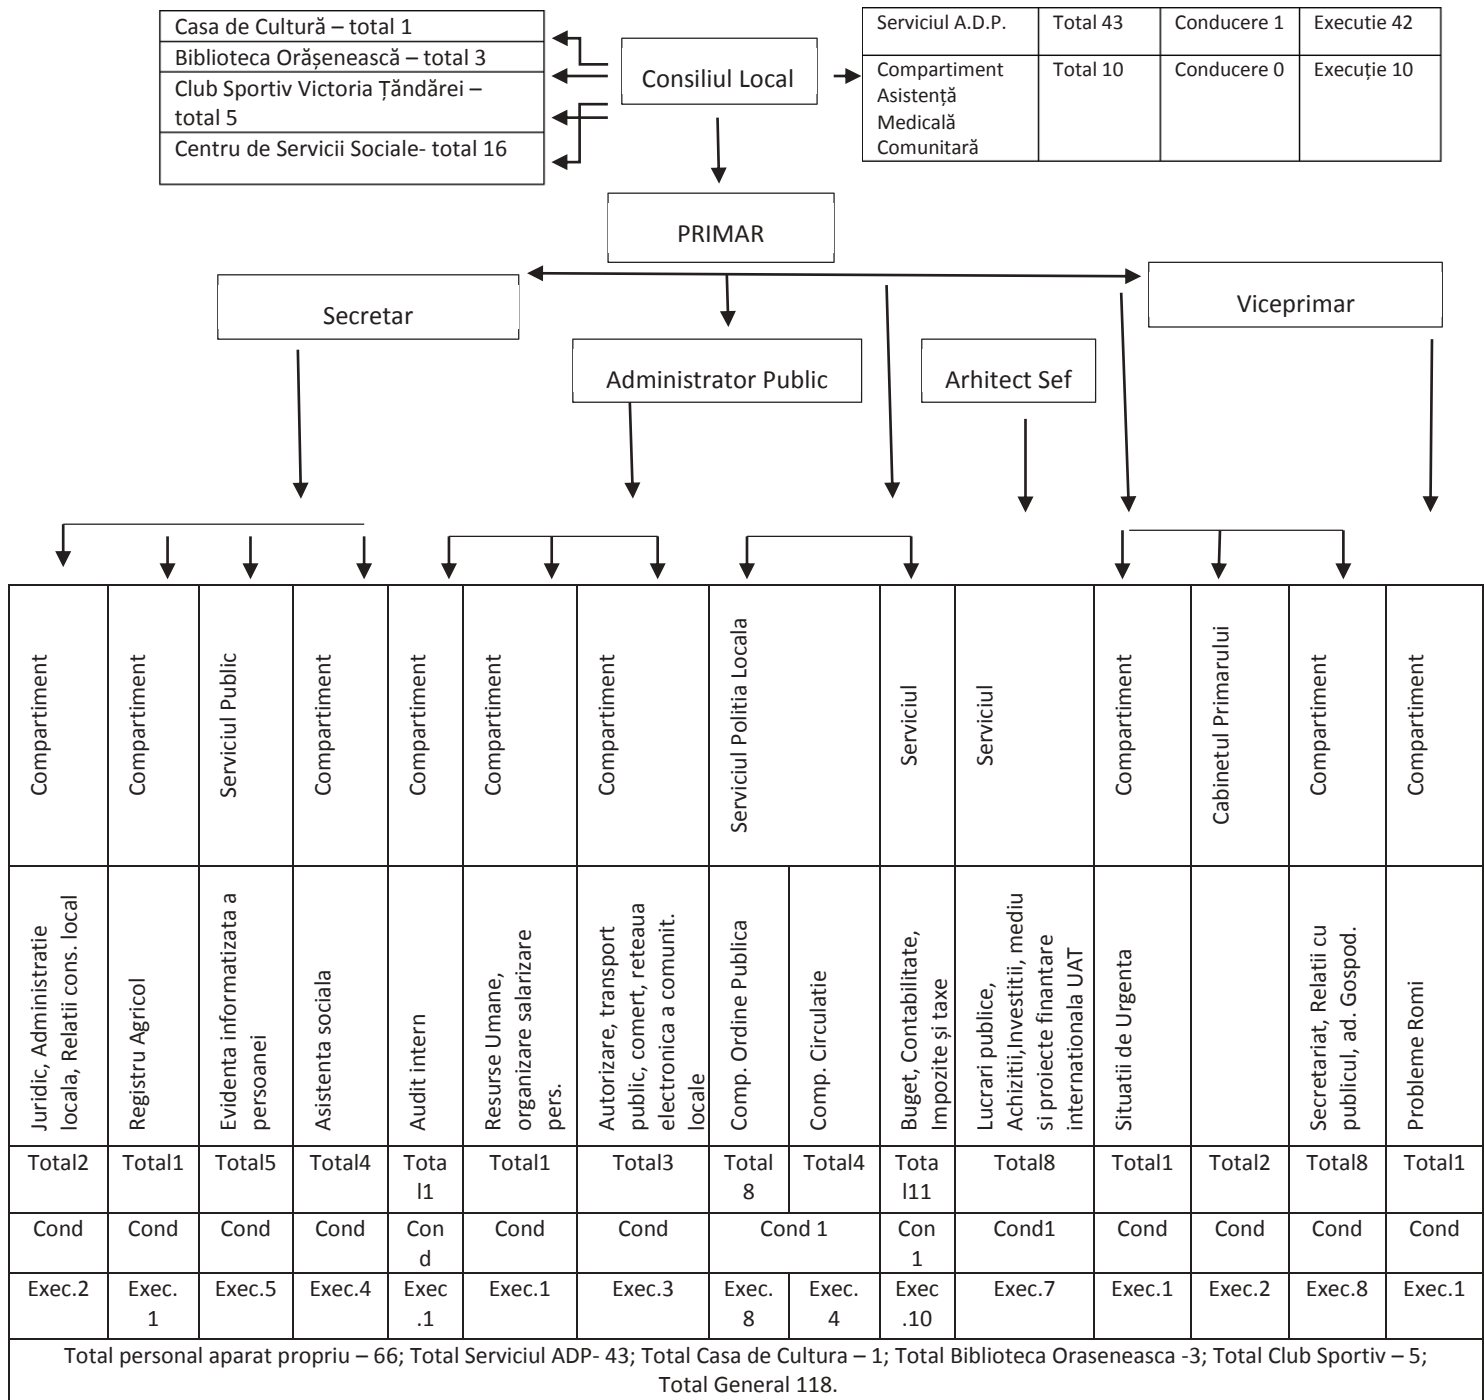 Casa de Cultură – total 1
Biblioteca Orășenească – total 3
Club Sportiv Victoria Țăndărei –
total 5
Centru de Servicii Sociale- total 16
Consiliul Local
Serviciul A.D.P. Total 43 Conducere 1 Executie 42
Compartiment Total 10 Conducere 0 Execuție 10
Asistență
Medicală
Comunitară
PRIMAR
Secretar
Viceprimar
Administrator Public
Arhitect Sef
Compartiment
Compartiment
Serviciul Public
Compartiment
Compartiment
Compartiment
Compartiment
Serviciul Politia Locala
Serviciul
Serviciul
Compartiment
Cabinetul Primarului
Compartiment
Compartiment
Juridic, Administratie
locala, Relatii cons. local
Registru Agricol
Evidenta informatizata a
persoanei
Asistenta sociala
Audit intern
Resurse Umane,
organizare salarizare
pers.
Autorizare, transport
public, comert, reteaua
electronica a comunit.
locale
Comp. Ordine Publica
Comp. Circulatie
Buget, Contabilitate,
Impozite și taxe
Lucrari publice,
Achizitii,Investitii, mediu
si proiecte finantare
internationala UAT
Situatii de Urgenta
Secretariat, Relatii cu
publicul, ad. Gospod.
Probleme Romi
Total2 Total1 Total5 Total4 Tota Total1 Total3 Total Total4 Tota Total8 Total1 Total2 Total8 Total1
l1 8 l11
Cond Cond Cond Cond Con Cond Cond Cond 1 Con Cond1 Cond Cond Cond Cond
d 1
Exec.2 Exec. Exec.5 Exec.4 Exec Exec.1 Exec.3 Exec. Exec. Exec Exec.7 Exec.1 Exec.2 Exec.8 Exec.1
1 .1 8 4 .10
Total personal aparat propriu – 66; Total Serviciul ADP- 43; Total Casa de Cultura – 1; Total Biblioteca Oraseneasca -3; Total Club Sportiv – 5;
Total General 118.